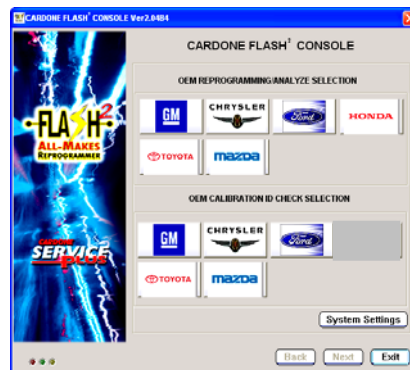 CARDONE FLASH² CONSOLE Ver2.0484
CARDONE FLASH² CONSOLE
OEM REPROGRAMMING/ANALYZE SELECTION
GM
CHRYSLER
Ford
HONDA
TOYOTA
mazda
FLASH2
ALL-MAKES
REPROGRAMMER
OEM CALIBRATION ID CHECK SELECTION
GM
CHRYSLER
Ford
TOYOTA
mazda
CARDONE
SERVICE
plus
System Settings
Back
Next
Exit